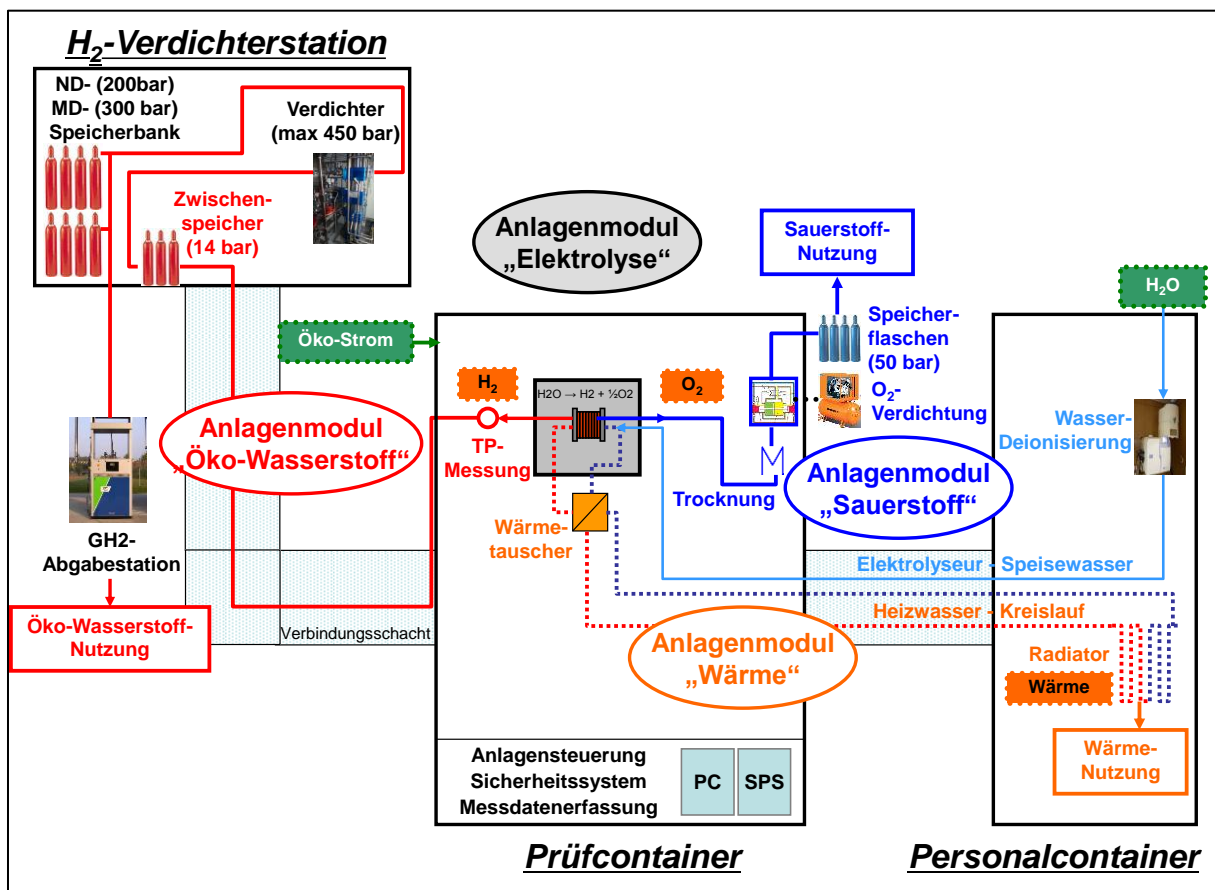 H₂-Verdichterstation
ND- (200bar)
MD- (300 bar)
Speicherbank
Verdichter
(max 450 bar)
Zwischen-
speicher
(14 bar)
Anlagenmodul
„Elektrolyse“
Sauerstoff-
Nutzung
H₂O
Öko-Strom
Speicher-
flaschen
(50 bar)
O₂-
Verdichtung
H₂
H2O → H2 + ½O2
O₂
TP-
Messung
Trocknung
Wasser-
Deionisierung
Anlagenmodul
„Öko-Wasserstoff“
Anlagenmodul
„Sauerstoff“
Wärme-
tauscher
GH2-
Abgabestation
Elektrolyseur - Speisewasser
Heizwasser - Kreislauf
Öko-Wasserstoff-
Nutzung
Verbindungsschacht
Anlagenmodul
„Wärme“
Radiator
Wärme
Wärme-
Nutzung
Anlagensteuerung
Sicherheitssystem
Messdatenerfassung
PC
SPS
Prüfcontainer
Personalcontainer